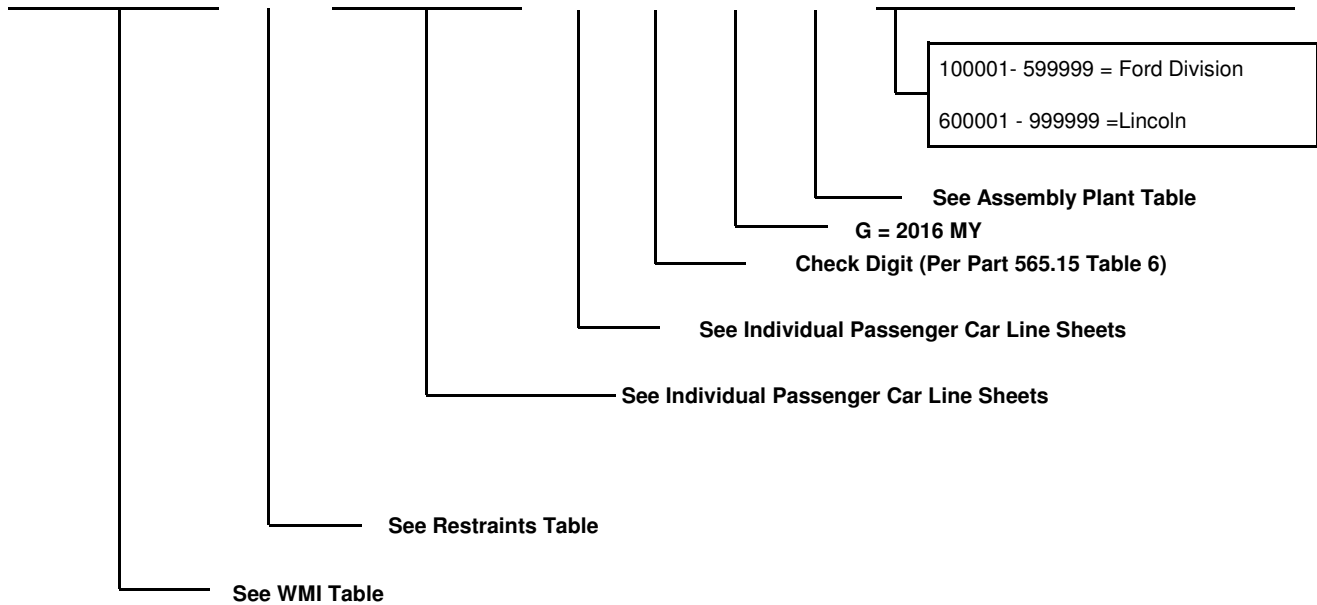 100001- 599999 = Ford Division
600001 - 999999 =Lincoln
See Assembly Plant Table
G = 2016 MY
Check Digit (Per Part 565.15 Table 6)
See Individual Passenger Car Line Sheets
See Individual Passenger Car Line Sheets
See Restraints Table
See WMI Table